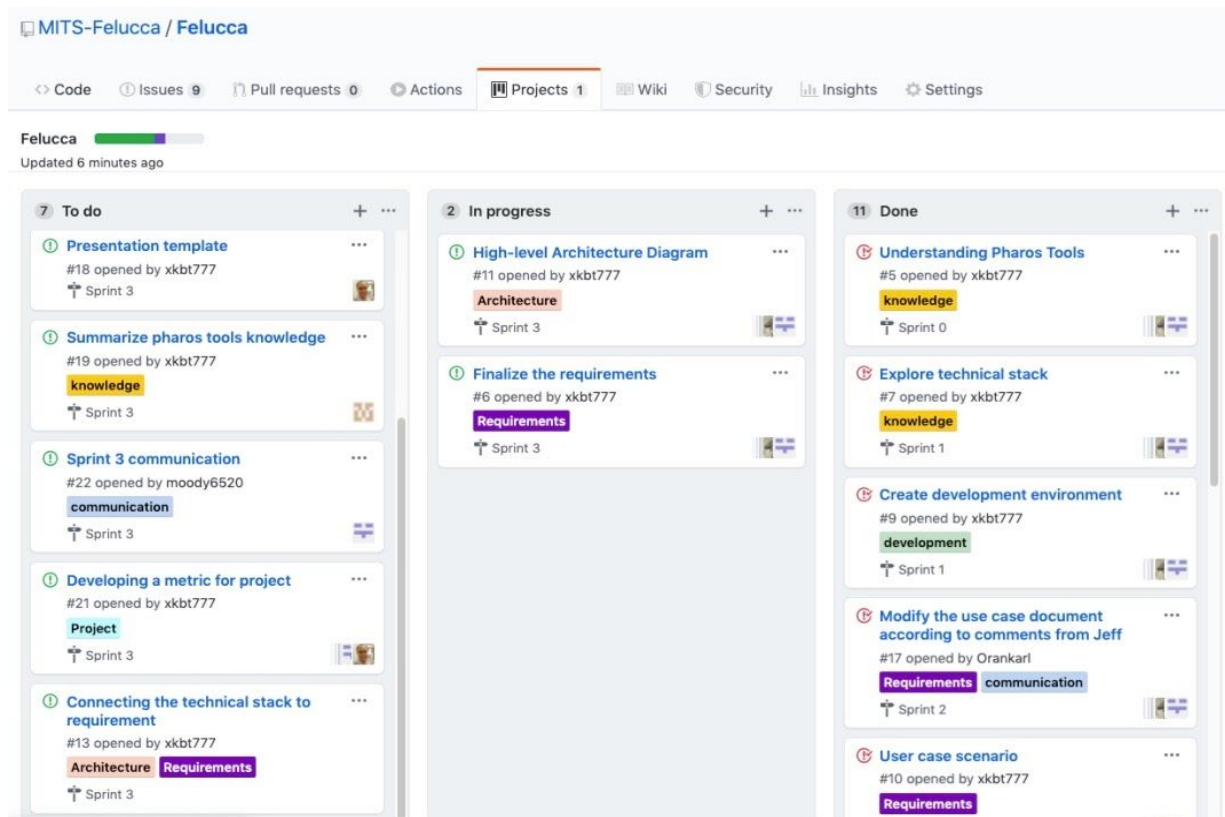 MITS-Felucca / Felucca
Code
Issues 9
Pull requests 0
Actions
Projects 1
Wiki
Security
Insights
Settings
Felucca
Updated 6 minutes ago
7 To do
Presentation template
#18 opened by xkbt777
Sprint 3
Summarize pharos tools knowledge
#19 opened by xkbt777
knowledge
Sprint 3
Sprint 3 communication
#22 opened by moody6520
communication
Sprint 3
Developing a metric for project
#21 opened by xkbt777
Project
Sprint 3
Connecting the technical stack to
requirement
#13 opened by xkbt777
Architecture Requirements
Sprint 3
2 In progress
High-level Architecture Diagram
#11 opened by xkbt777
Architecture
Sprint 3
Finalize the requirements
#6 opened by xkbt777
Requirements
Sprint 3
11 Done
Understanding Pharos Tools
#5 opened by xkbt777
knowledge
Sprint 0
Explore technical stack
#7 opened by xkbt777
knowledge
Sprint 1
Create development environment
#9 opened by xkbt777
development
Sprint 1
Modify the use case document
according to comments from Jeff
#17 opened by Orankarl
Requirements communication
Sprint 2
User case scenario
#10 opened by xkbt777
Requirements